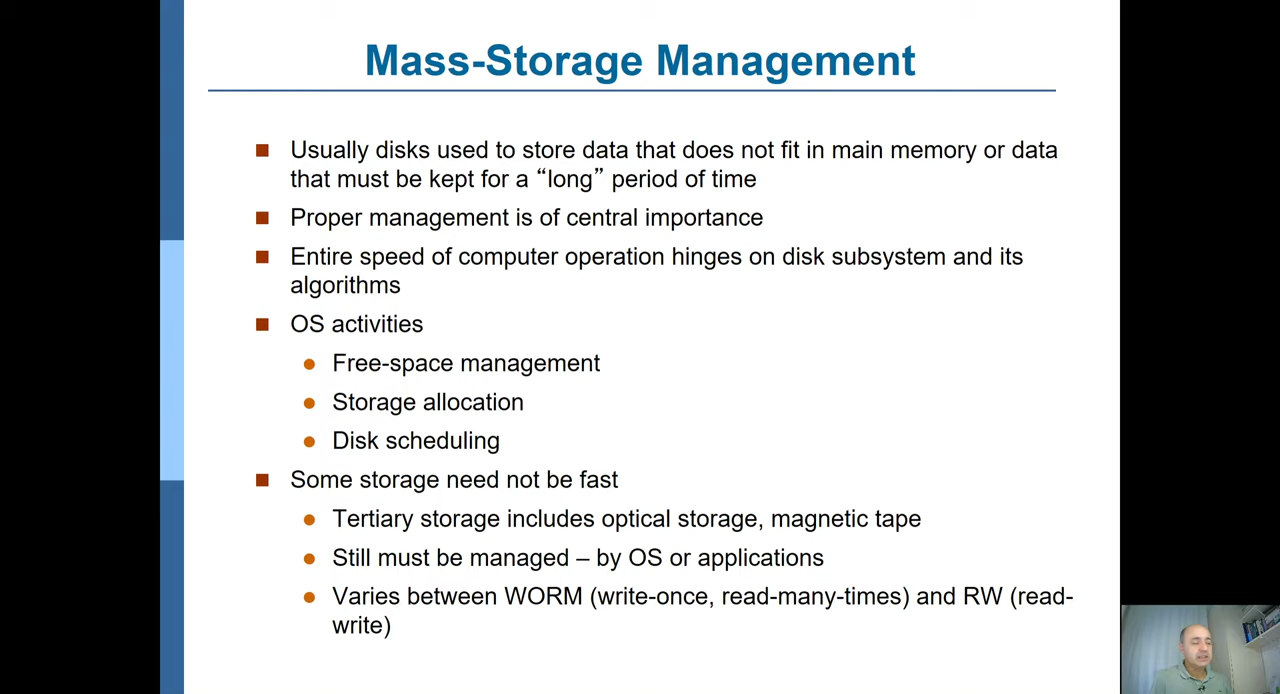 Mass-Storage Management
Usually disks used to store data that does not fit in main memory or data
that must be kept for a “long” period of time
Proper management is of central importance
Entire speed of computer operation hinges on disk subsystem and its
algorithms
OS activities
Free-space management
Storage allocation
Disk scheduling
Some storage need not be fast
Tertiary storage includes optical storage, magnetic tape
Still must be managed – by OS or applications
Varies between WORM (write-once, read-many-times) and RW (read-
write)